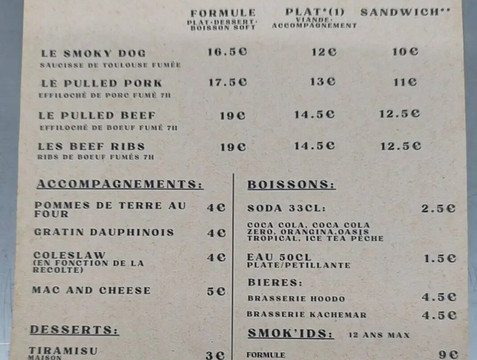 FORMULE PLAT*(1) SANDWICH**
PLAT-DESSERT- VIANDE-
BOISSON SOFT ACCOMPAGNEMENT
LE SMOKY DOG 16.5€ 12€ 10€
SAUCISSE DE TOULOUSE FUMÉE
LE PULLED PORK 17.5€ 13€ 11€
EFFILOCHÉ DE PORC FUMÉ 7H
LE PULLED BEEF 19€ 14.5€ 12.5€
EFFILOCHÉ DE BOEUF FUMÉ 7H
LES BEEF RIBS 19€ 14.5€ 12.5€
RIBS DE BOEUF FUMÉS 7H
ACCOMPAGNEMENTS:
POMMES DE TERRE AU
FOUR 4€
GRATIN DAUPHINOIS 4€
COLESLAW 4€
(EN FONCTION DE LA
RECOLTE)
MAC AND CHEESE 5€
DESSERTS:
TIRAMISU 3€
MAISON
BOISSONS:
SODA 33CL: 2.5€
COCA COLA, COCA COLA
ZERO, ORANGINA,OASIS
TROPICAL, ICE TEA PÊCHE
EAU 50CL 1.5€
PLATE/PETILLANTE
BIERES:
BRASSERIE HOODO 4.5€
BRASSERIE KACHEMAR 4.5€
SMOK'IDS: 12 ANS MAX
FORMULE 9€